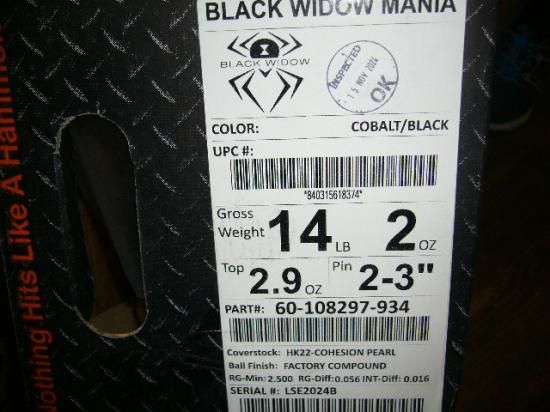 BLACK WIDOW MANIA
BLACK WIDOW
INSPECTED
15 NOV 2024
OK
COLOR: COBALT/BLACK
UPC #:
*840315618374*
Gross Weight 14 LB 2 OZ
Top 2.9 OZ Pin 2-3"
PART#: 60-108297-934
Coverstock: HK22-COHESION PEARL
Ball Finish: FACTORY COMPOUND
RG-Min: 2.500 RG-Diff: 0.056 INT-Diff: 0.016
SERIAL #: LSE2024B
Nothing Hits Like A Hammer